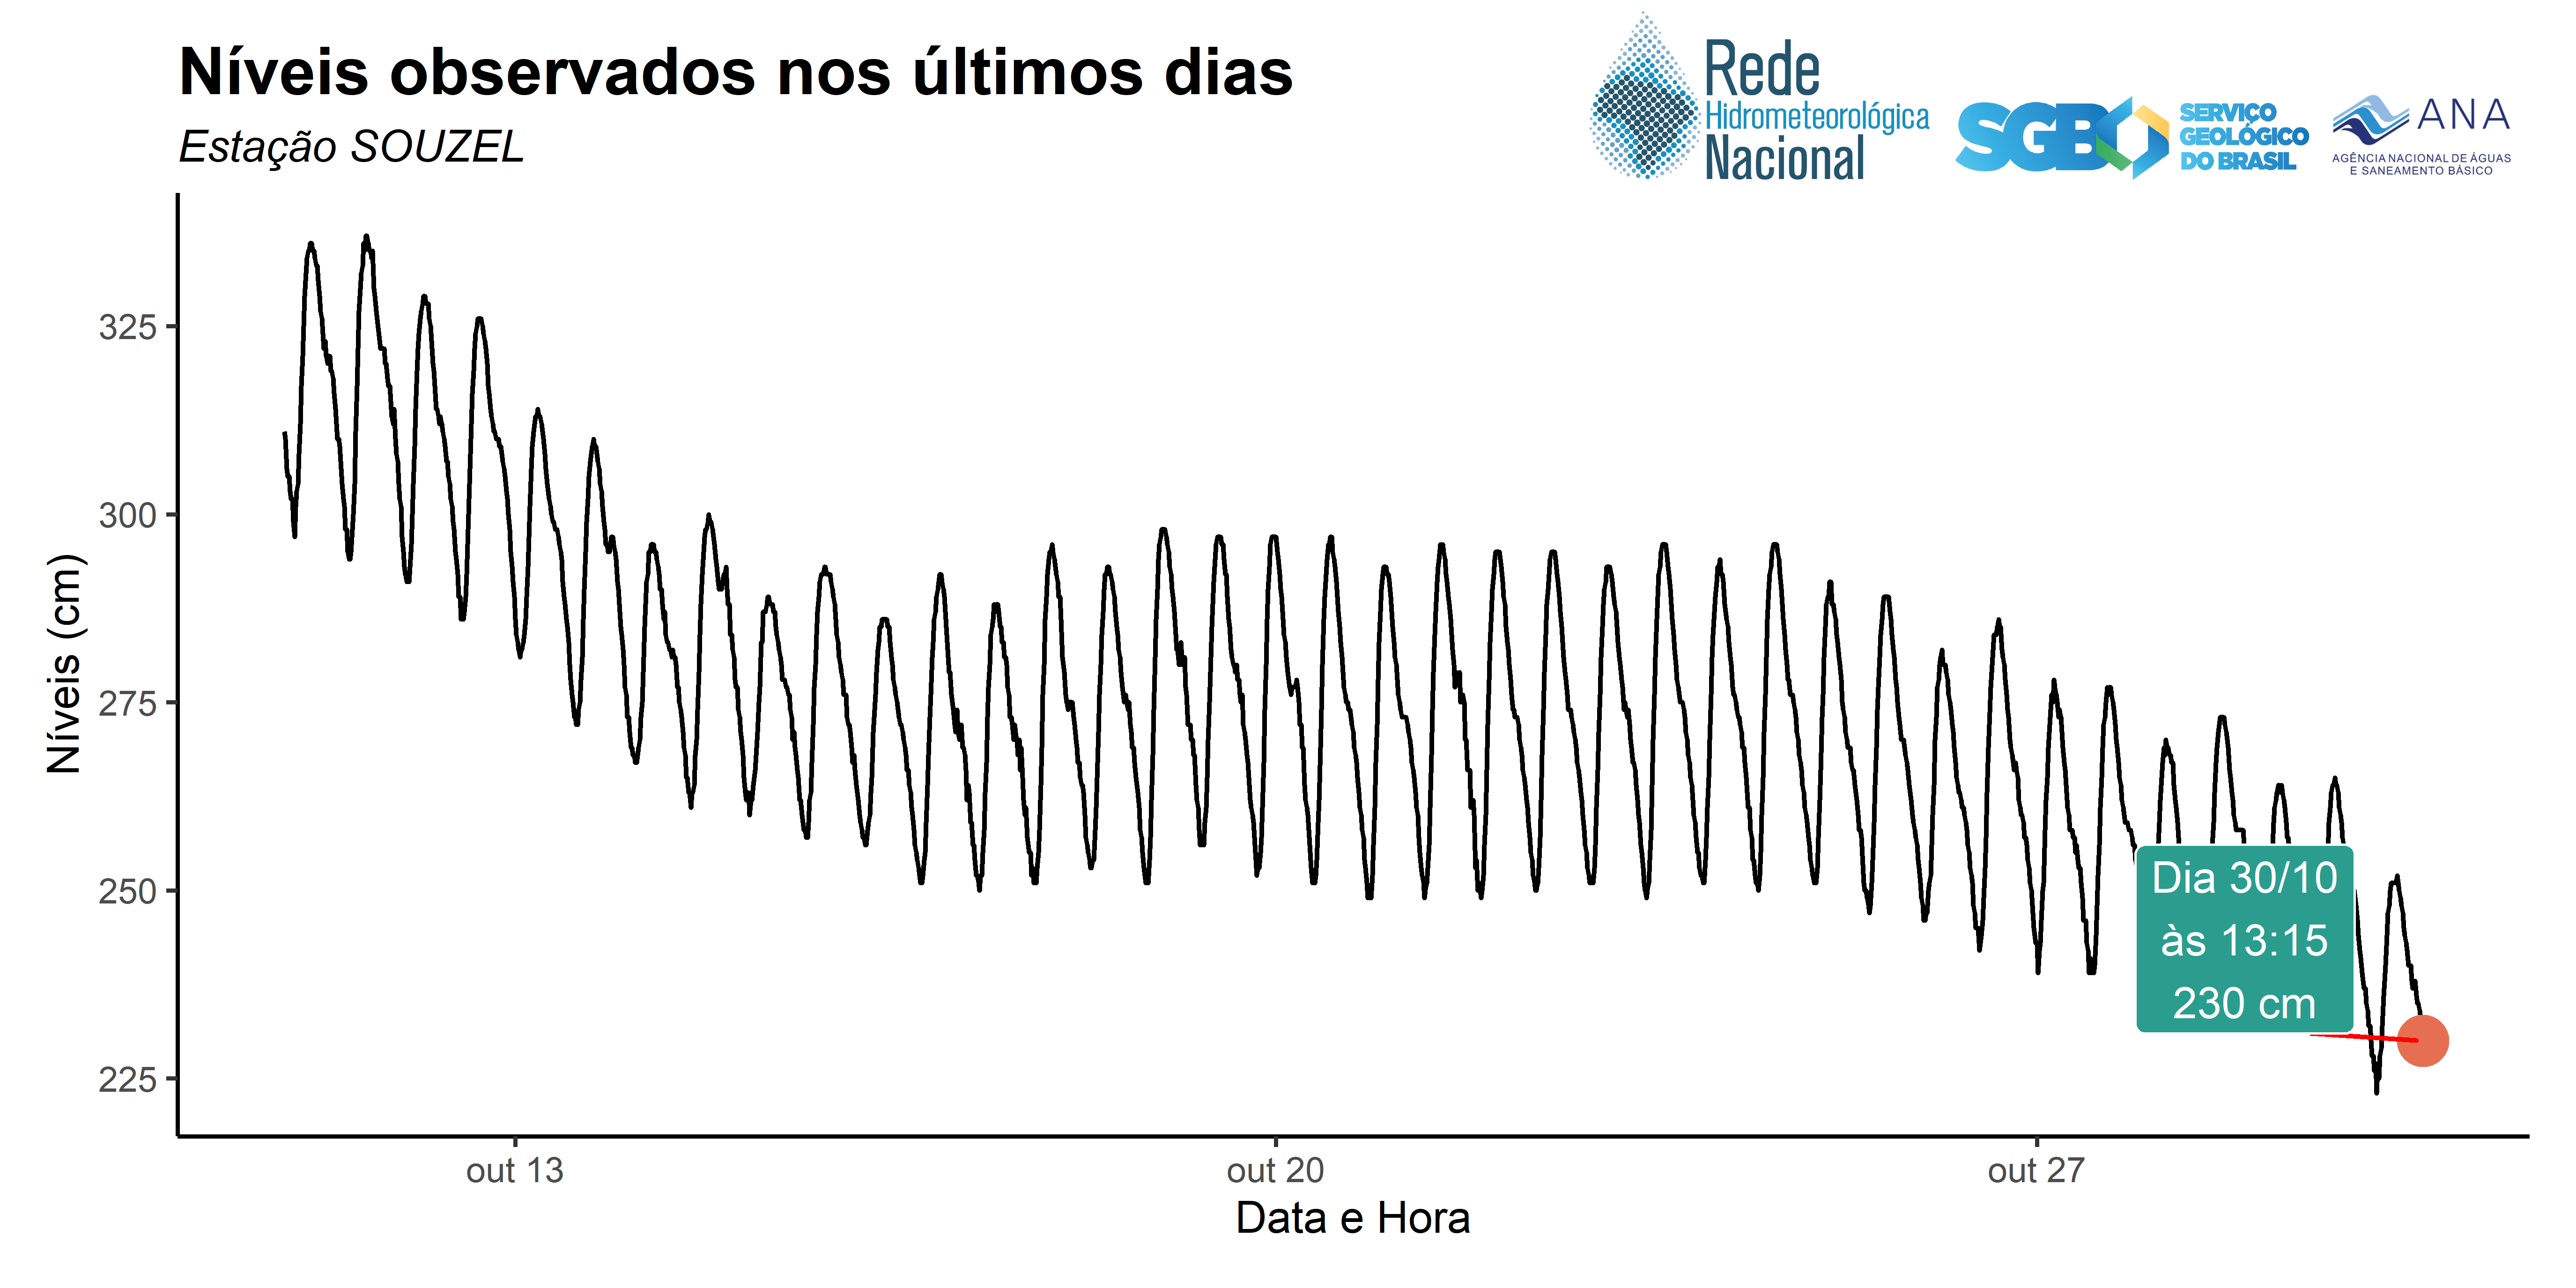 Níveis observados nos últimos dias
Estação SOUZEL
Rede
Hidrometeorológica
Nacional
SGB
SERVIÇO
GEOLÓGICO
DO BRASIL
ANA
AGÊNCIA NACIONAL DE ÁGUAS
E SANEAMENTO BÁSICO
Níveis (cm)
325
300
275
250
225
Dia 30/10
às 13:15
230 cm
out 13
out 20
out 27
Data e Hora